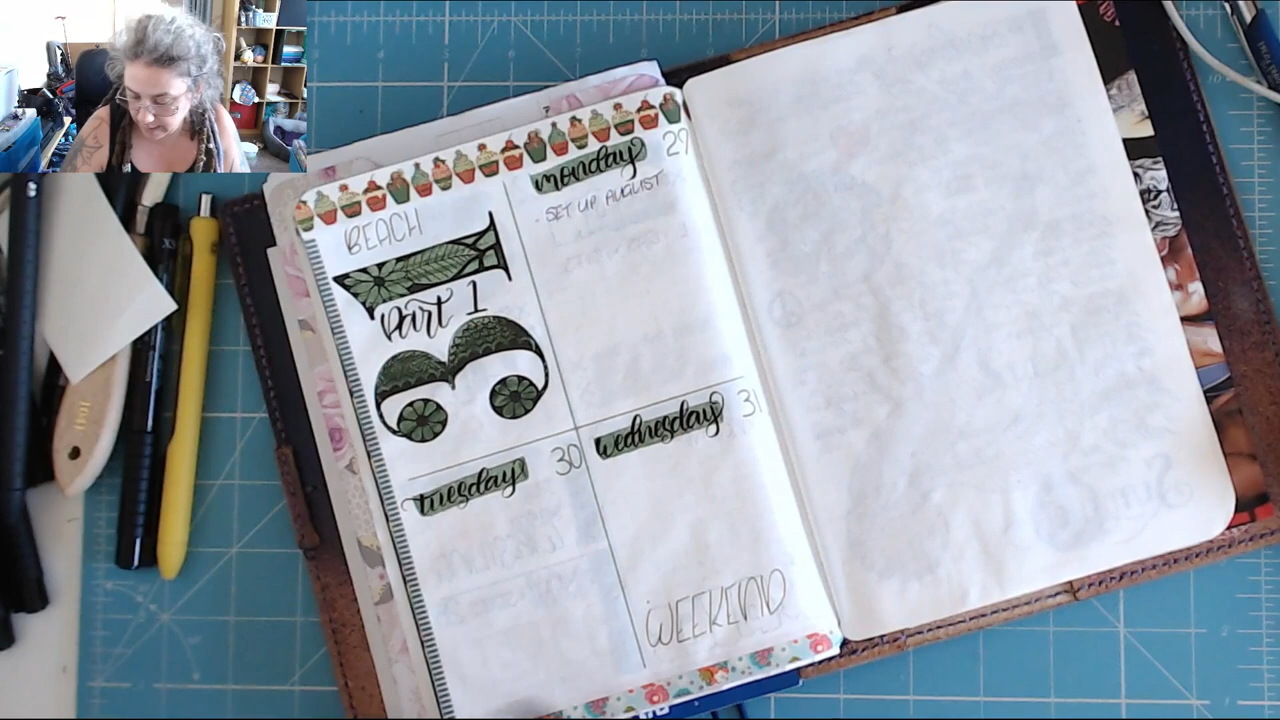 BEACH
Part 1
monday 29
- SET UP AUGUST
tuesday 30
wednesday 31
WEEKEND